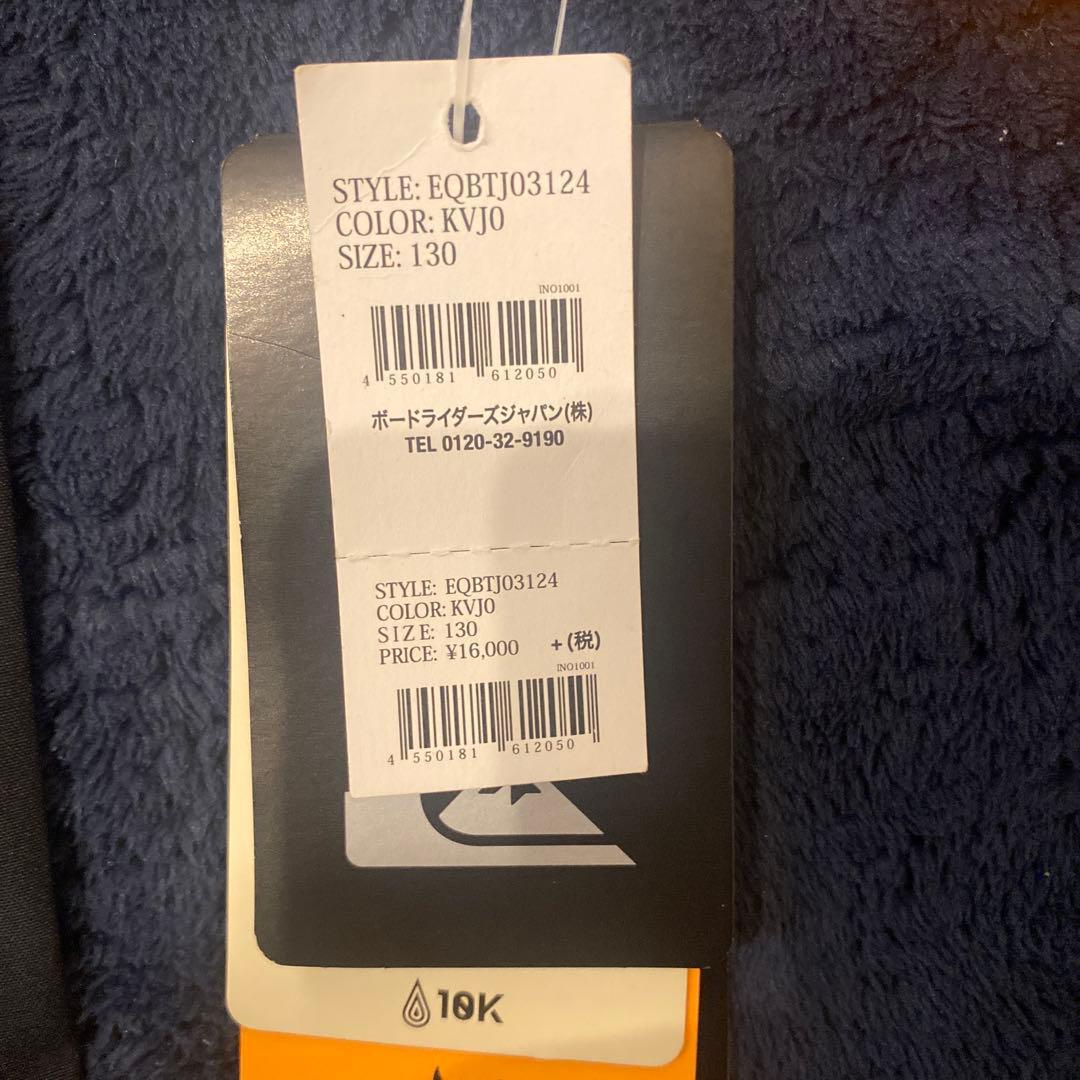 STYLE: EQBTJ03124
COLOR: KVJ0
SIZE: 130
INO1001
4 550181 612050
ボードライダーズジャパン(株)
TEL 0120-32-9190
STYLE: EQBTJ03124
COLOR: KVJ0
SIZE: 130
PRICE: ¥16,000 +(税)
INO1001
4 550181 612050
10K